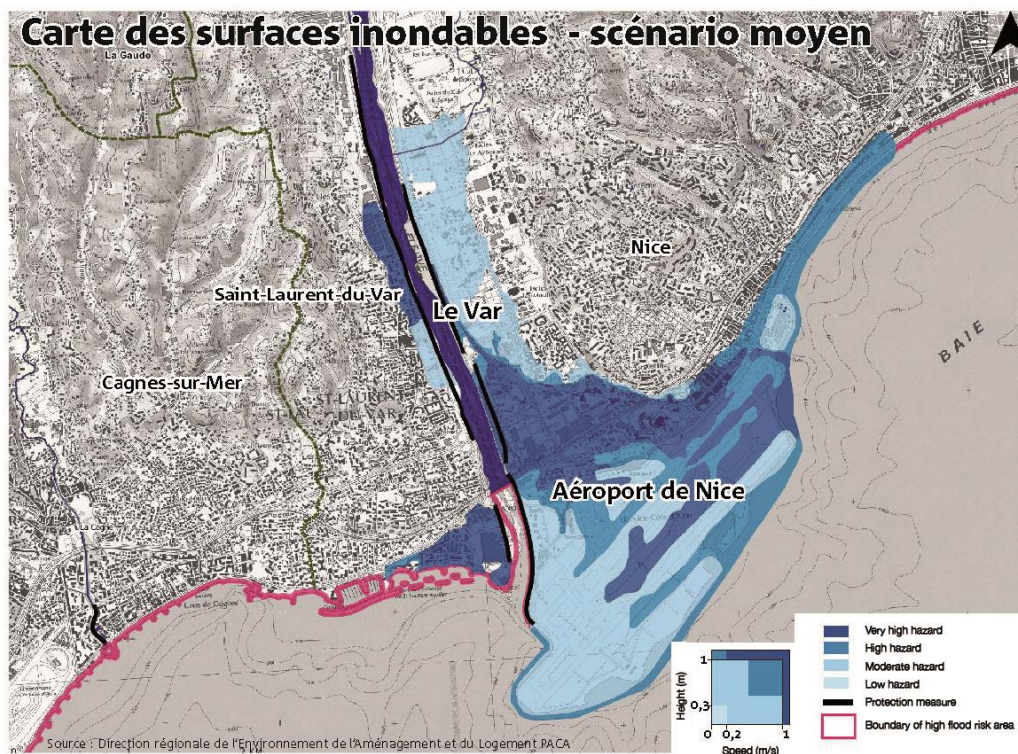 Carte des surfaces inondables - scénario moyen
La Gaude
Nice
Saint-Laurent-du-Var
Le Var
BAIE
Cagnes-sur-Mer
ST-LAURENT
DU-VAR
Aéroport de Nice
La Cagne
Very high hazard
High hazard
Moderate hazard
Low hazard
Protection measure
Boundary of high flood risk area
Height (m)
1
0,3
0,2
1
Speed (m/s)
Source : Direction régionale de l'Environnement de l'Aménagement et du Logement PACA